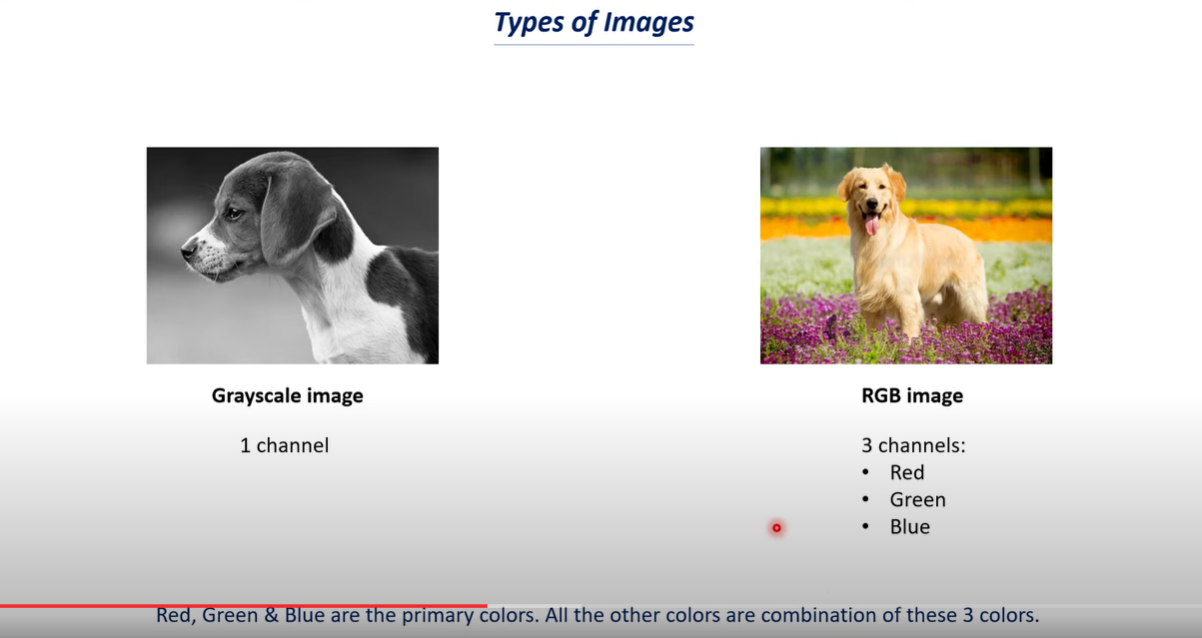 Types of Images
Grayscale image
1 channel
RGB image
3 channels:
• Red
• Green
• Blue
Red, Green & Blue are the primary colors. All the other colors are combination of these 3 colors.